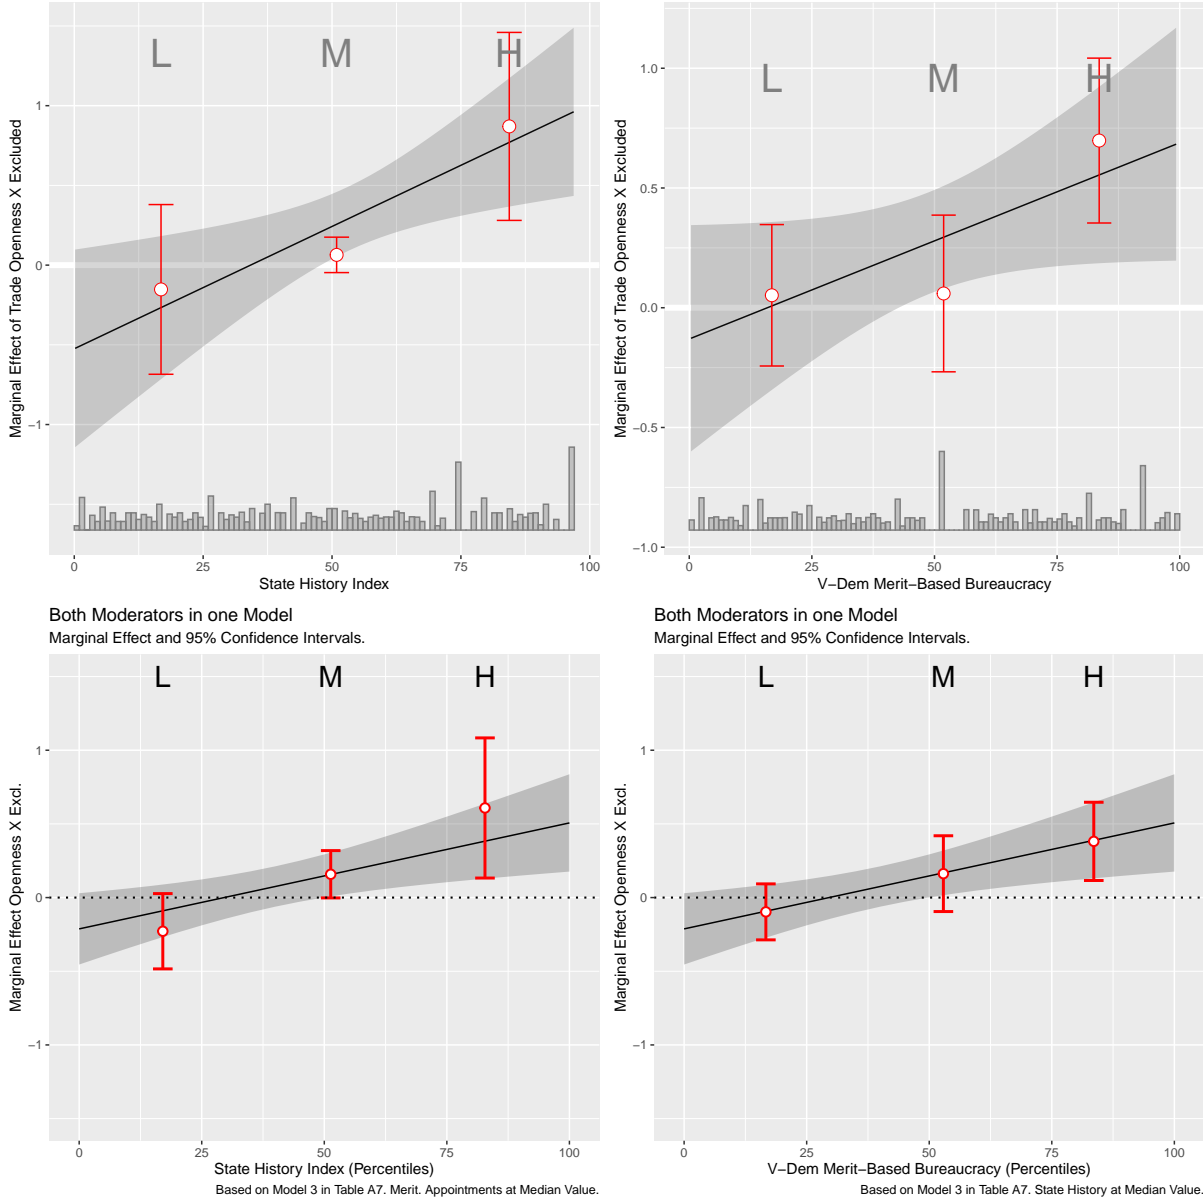 L M H
1
0
−1
Marginal Effect of Trade Openness X Excluded
0 25 50 75 100
State History Index
L M H
1.0
0.5
0.0
−0.5
−1.0
Marginal Effect of Trade Openness X Excluded
0 25 50 75 100
V−Dem Merit−Based Bureaucracy
Both Moderators in one Model
Marginal Effect and 95% Confidence Intervals.
L M H
1
0
−1
Marginal Effect Openness X Excl.
0 25 50 75 100
State History Index (Percentiles)
Based on Model 3 in Table A7. Merit. Appointments at Median Value.
Both Moderators in one Model
Marginal Effect and 95% Confidence Intervals.
L M H
1
0
−1
Marginal Effect Openness X Excl.
0 25 50 75 100
V−Dem Merit−Based Bureaucracy (Percentiles)
Based on Model 3 in Table A7. State History at Median Value.